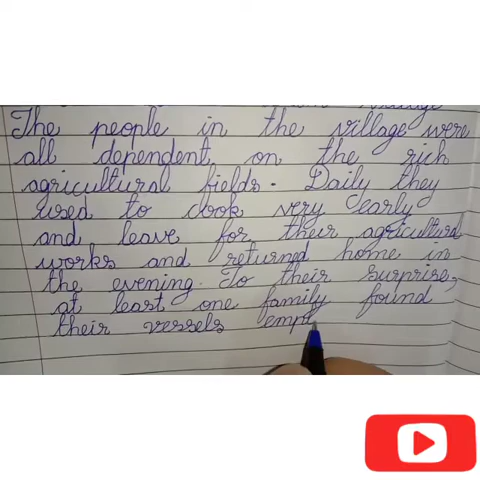 village
The people in the village were
all dependent on the rich
agricultural fields. Daily they
used to cook very early
and leave for their agricultural
works and returned home in
the evening. To their surprise,
at least one family found
their vessels empt